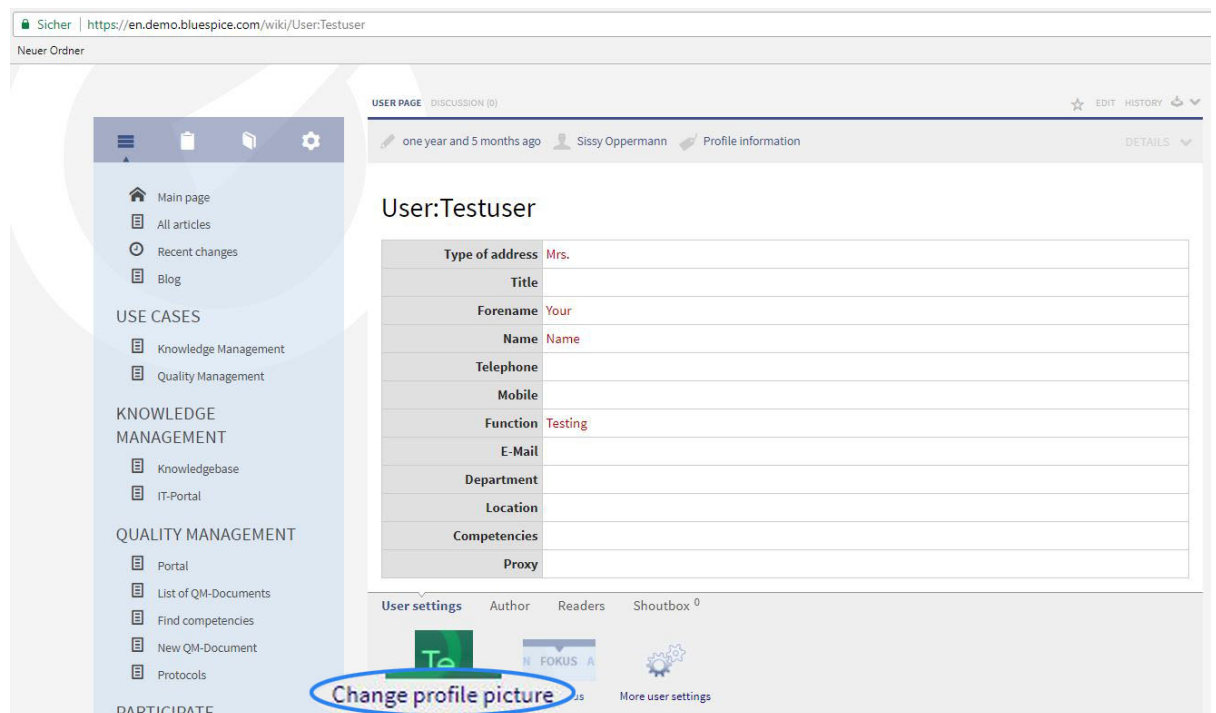 Sicher | https://en.demo.bluespice.com/wiki/User:Testuser
Neuer Ordner
USER PAGE DISCUSSION (0) EDIT HISTORY
one year and 5 months ago Sissy Oppermann Profile information DETAILS
Main page
All articles
Recent changes
Blog
USE CASES
Knowledge Management
Quality Management
KNOWLEDGE
MANAGEMENT
Knowledgebase
IT-Portal
QUALITY MANAGEMENT
Portal
List of QM-Documents
Find competencies
New QM-Document
Protocols
PARTICIPATE
User:Testuser
Type of address Mrs.
Title
Forename Your
Name Name
Telephone
Mobile
Function Testing
E-Mail
Department
Location
Competencies
Proxy
User settings Author Readers Shoutbox 0
Te N FOKUS A
Change profile picture us More user settings